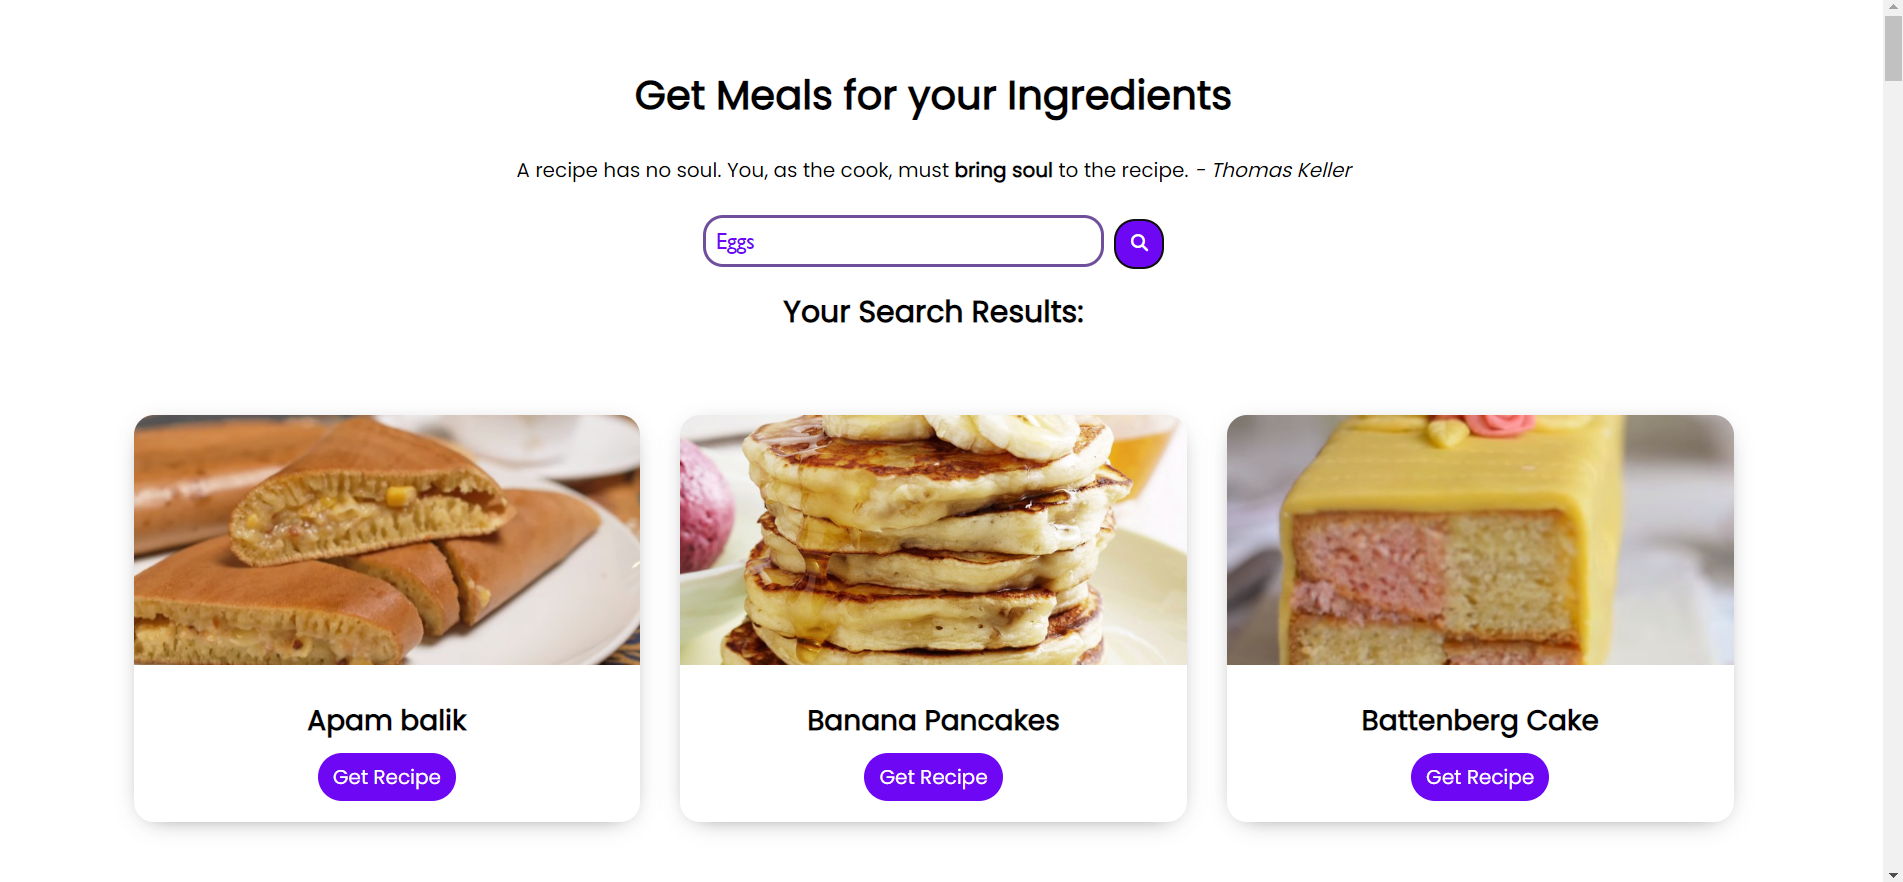 Get Meals for your Ingredients
A recipe has no soul. You, as the cook, must bring soul to the recipe. - Thomas Keller
Eggs
Your Search Results:
Apam balik
Banana Pancakes
Battenberg Cake
Get Recipe
Get Recipe
Get Recipe